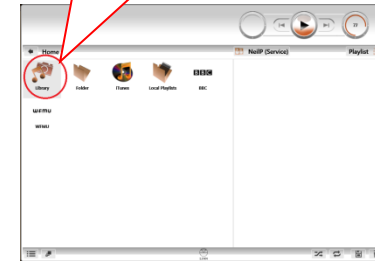 Home
NeilP (Service)
Playlist
Library
Folder
iTunes
Local Playlists
BBC
BBC
WEMU
WEMU